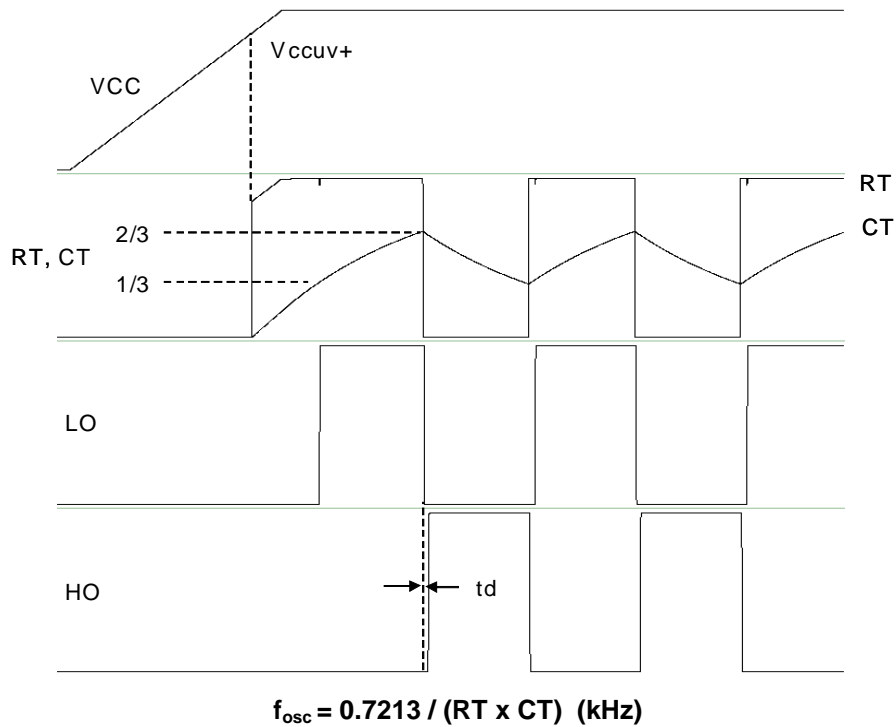 Vccuv+
VCC
RT
2/3
CT
RT, CT
1/3
LO
td
HO
fosc = 0.7213 / (RT x CT) (kHz)